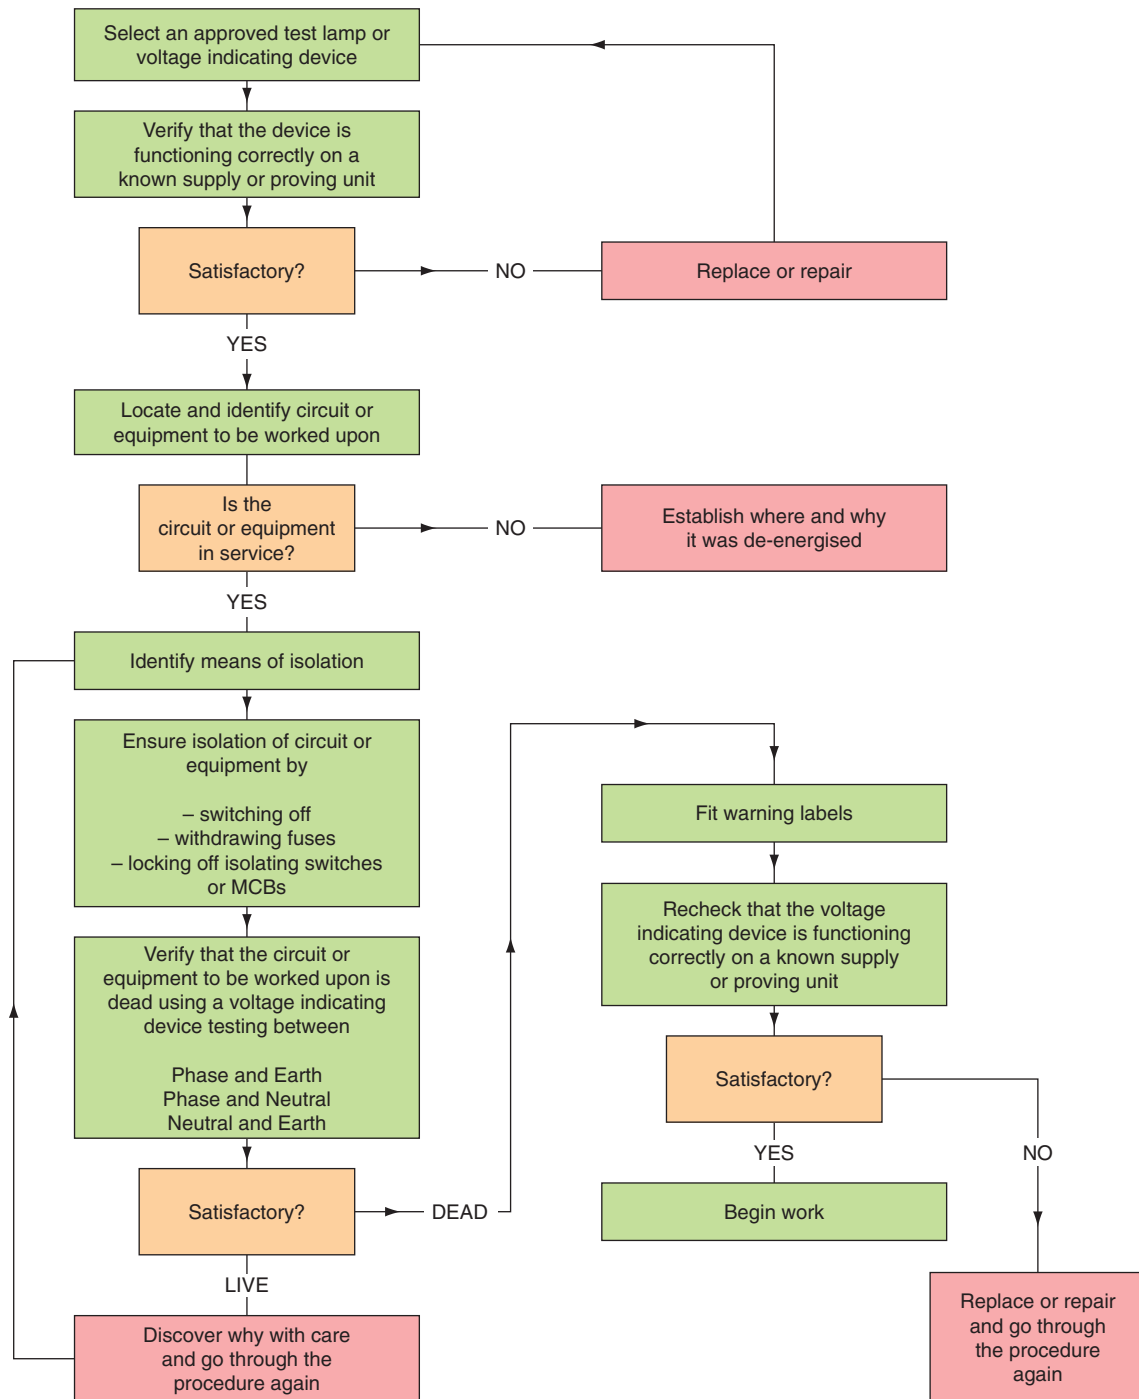 Select an approved test lamp or
voltage indicating device
Verify that the device is
functioning correctly on a
known supply or proving unit
Satisfactory?
NO
Replace or repair
YES
Locate and identify circuit or
equipment to be worked upon
Is the
circuit or equipment
in service?
NO
Establish where and why
it was de-energised
YES
Identify means of isolation
Ensure isolation of circuit or
equipment by
– switching off
– withdrawing fuses
– locking off isolating switches
or MCBs
Verify that the circuit or
equipment to be worked upon is
dead using a voltage indicating
device testing between
Phase and Earth
Phase and Neutral
Neutral and Earth
Satisfactory?
DEAD
LIVE
Discover why with care
and go through the
procedure again
Fit warning labels
Recheck that the voltage
indicating device is functioning
correctly on a known supply
or proving unit
Satisfactory?
YES
NO
Begin work
Replace or repair
and go through
the procedure
again